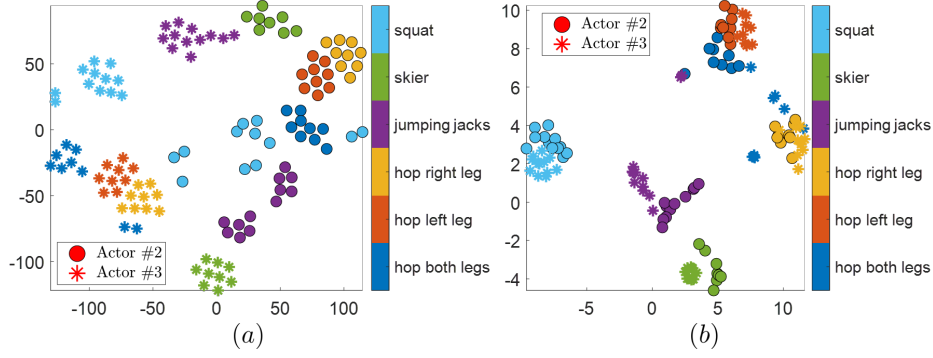 50
0
-50
-100
-100
-50
0
50
100
Actor #2
Actor #3
squat
skier
jumping jacks
hop right leg
hop left leg
hop both legs
(a)
10
8
6
4
2
0
-2
-4
-5
0
5
10
Actor #2
Actor #3
squat
skier
jumping jacks
hop right leg
hop left leg
hop both legs
(b)